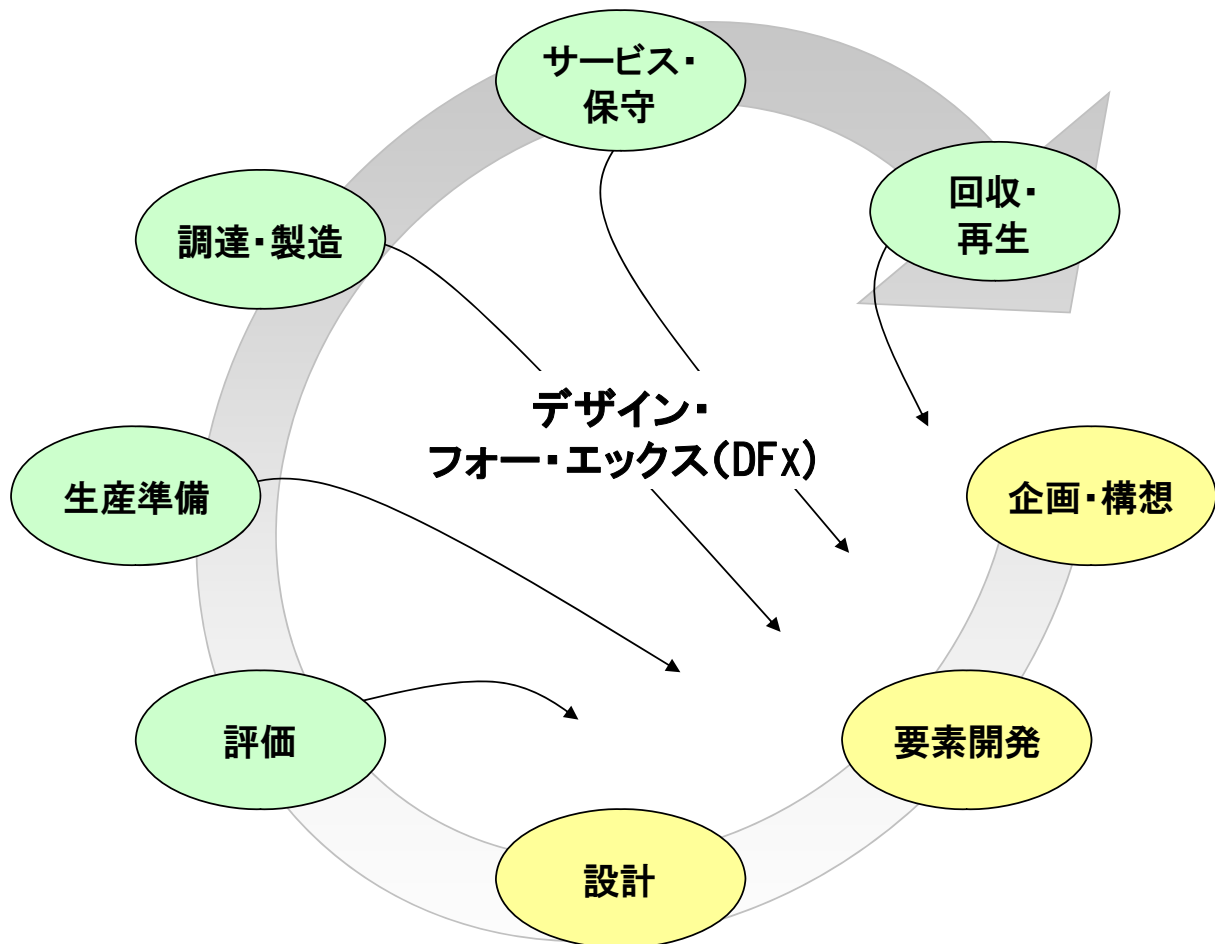 サービス・
保守
回収・
再生
調達・製造
デザイン・
フォー・エックス(DFx)
生産準備
企画・構想
評価
要素開発
設計